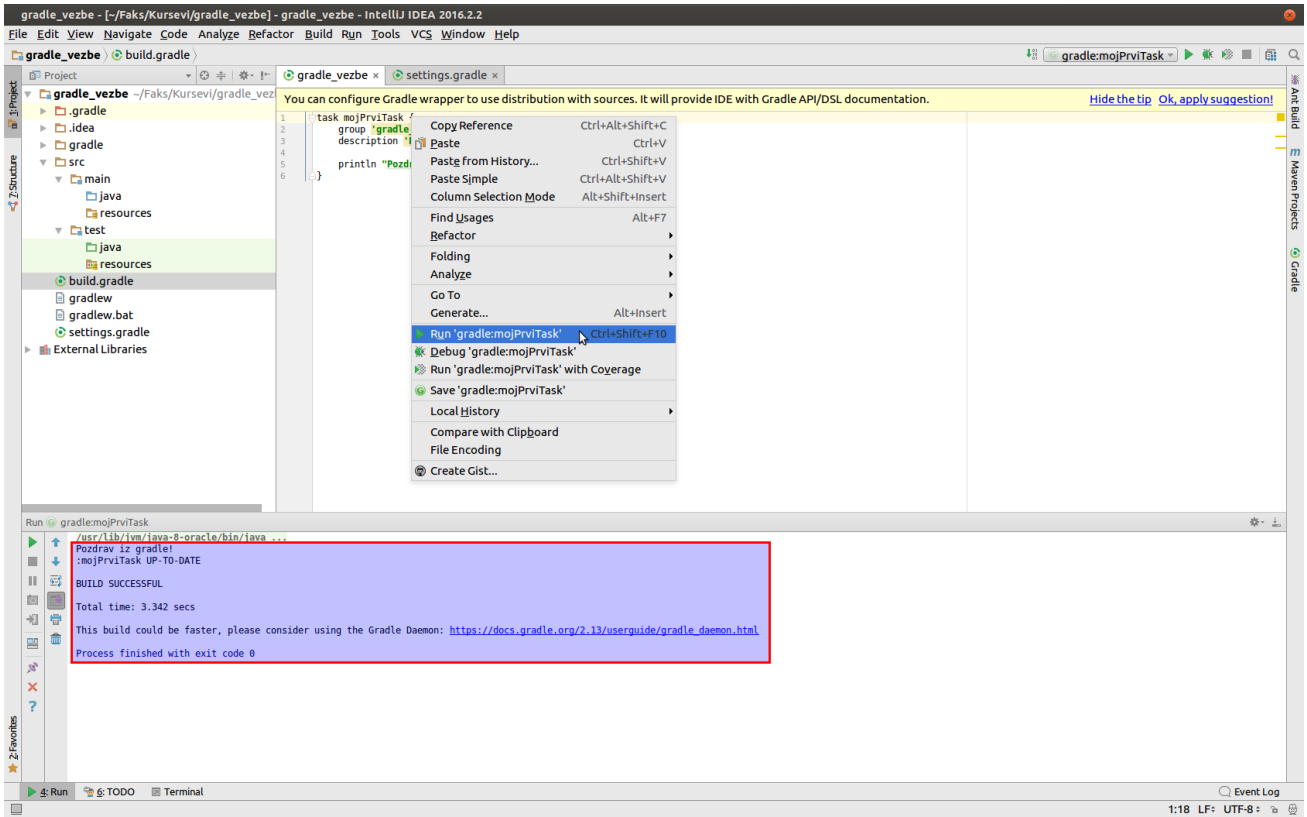 gradle_vezbe - [~/Faks/Kursevi/gradle_vezbe] - gradle_vezbe - IntelliJ IDEA 2016.2.2
File Edit View Navigate Code Analyze Refactor Build Run Tools VCS Window Help
gradle_vezbe build.gradle
gradle:mojPrviTask
Project
gradle_vezbe settings.gradle
1: Project
Z: Structure
2: Favorites
gradle_vezbe ~/Faks/Kursevi/gradle_vez
.gradle
.idea
gradle
src
main
java
resources
test
java
resources
build.gradle
gradlew
gradlew.bat
settings.gradle
External Libraries
You can configure Gradle wrapper to use distribution with sources. It will provide IDE with Gradle API/DSL documentation. Hide the tip Ok, apply suggestion!
1 task mojPrviTask {
2 group 'gradle_
3 description '
4
5 println "Pozdr
6 }
Copy Reference Ctrl+Alt+Shift+C
Paste Ctrl+V
Paste from History... Ctrl+Shift+V
Paste Simple Ctrl+Alt+Shift+V
Column Selection Mode Alt+Shift+Insert
Find Usages Alt+F7
Refactor
Folding
Analyze
Go To
Generate... Alt+Insert
Run 'gradle:mojPrviTask' Ctrl+Shift+F10
Debug 'gradle:mojPrviTask'
Run 'gradle:mojPrviTask' with Coverage
Save 'gradle:mojPrviTask'
Local History
Compare with Clipboard
File Encoding
Create Gist...
Ant Build
m Maven Projects
Gradle
Run gradle:mojPrviTask
/usr/lib/jvm/java-8-oracle/bin/java ...
Pozdrav iz gradle!
:mojPrviTask UP-TO-DATE
BUILD SUCCESSFUL
Total time: 3.342 secs
This build could be faster, please consider using the Gradle Daemon: https://docs.gradle.org/2.13/userguide/gradle_daemon.html
Process finished with exit code 0
4: Run 6: TODO Terminal Event Log
1:18 LF UTF-8